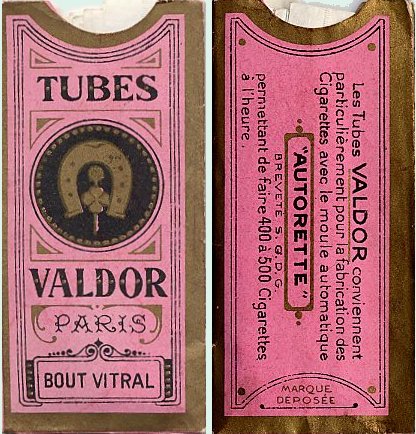 TUBES
VALDOR
PARIS
BOUT VITRAL
Les Tubes VALDOR conviennent
particulièrement pour la fabrication des
Cigarettes avec le moule automatique
"AUTORETTE"
BREVETÉ S.G.D.G.
permettant de faire 400 à 500 Cigarettes
à l'heure.
MARQUE
DEPOSÉE